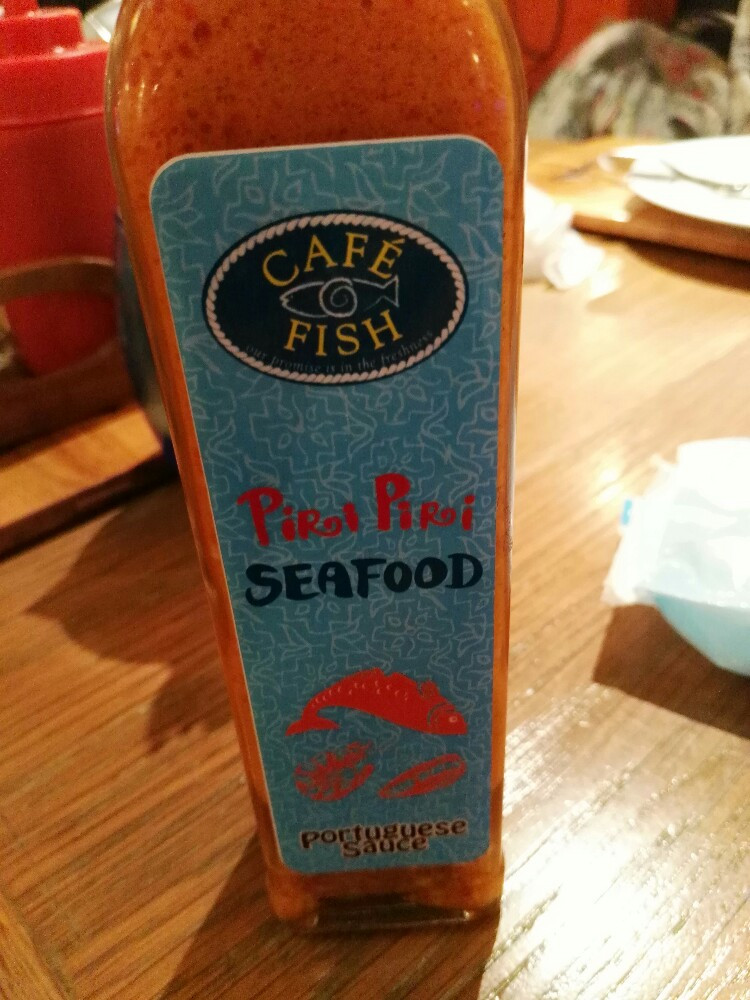 CAFÉ
FISH
our promise is in the freshness
PiRi PiRi
SEAFOOD
Portuguese
Sauce